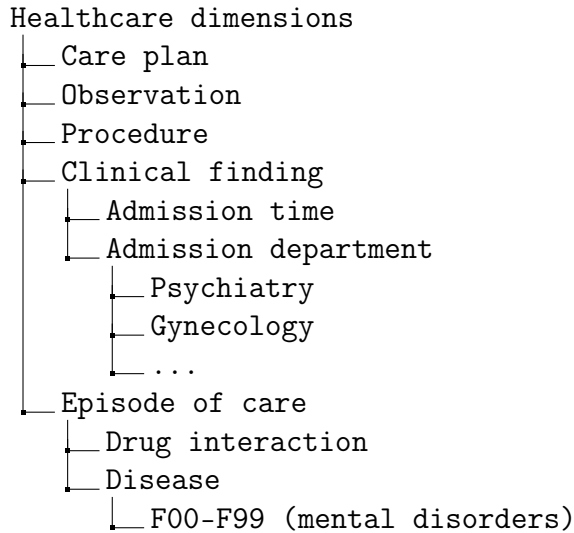 Healthcare dimensions
Care plan
Observation
Procedure
Clinical finding
Admission time
Admission department
Psychiatry
Gynecology
...
Episode of care
Drug interaction
Disease
F00-F99 (mental disorders)